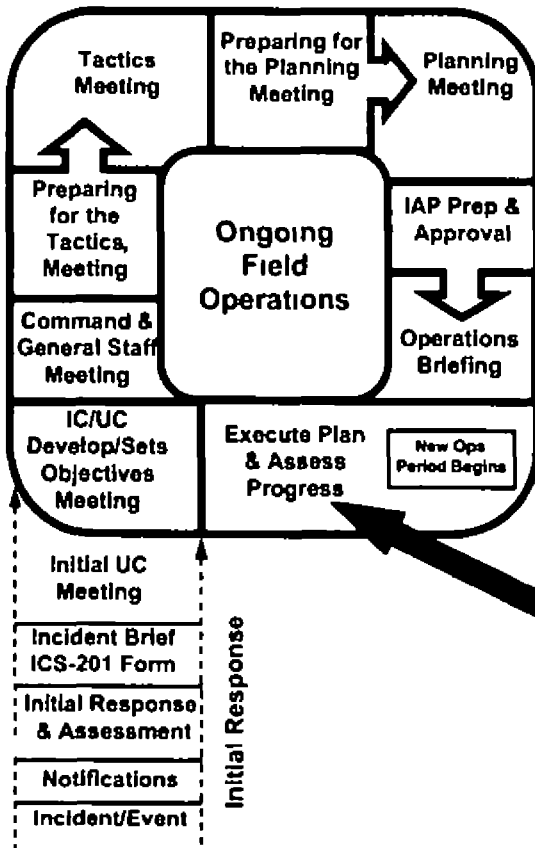 Tactics
Meeting
Preparing for
the Planning
Meeting
Planning
Meeting
Preparing
for the
Tactics,
Meeting
Ongoing
Field
Operations
IAP Prep &
Approval
Command &
General Staff
Meeting
Operations
Briefing
IC/UC
Develop/Sets
Objectives
Meeting
Execute Plan
& Assess
Progress
New Ops
Period Begins
Initial UC
Meeting
Incident Brief
ICS-201 Form
Initial Response
& Assessment
Notifications
Incident/Event
Initial Response